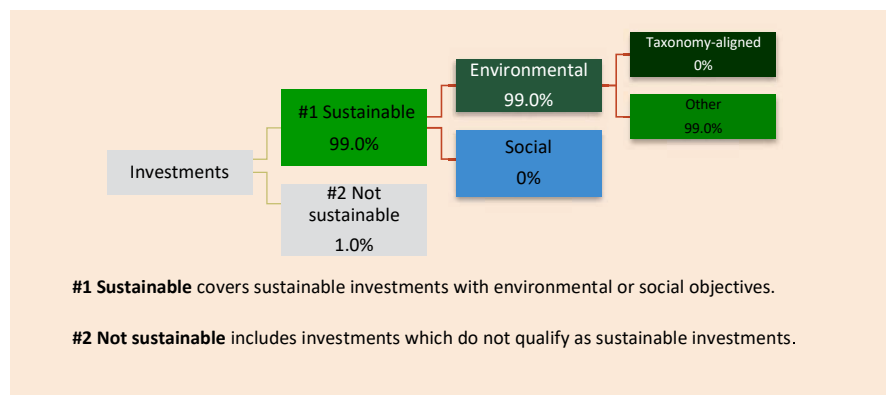 Investments
#1 Sustainable
99.0%
#2 Not
sustainable
1.0%
Environmental
99.0%
Social
0%
Taxonomy-aligned
0%
Other
99.0%
#1 Sustainable covers sustainable investments with environmental or social objectives.
#2 Not sustainable includes investments which do not qualify as sustainable investments.